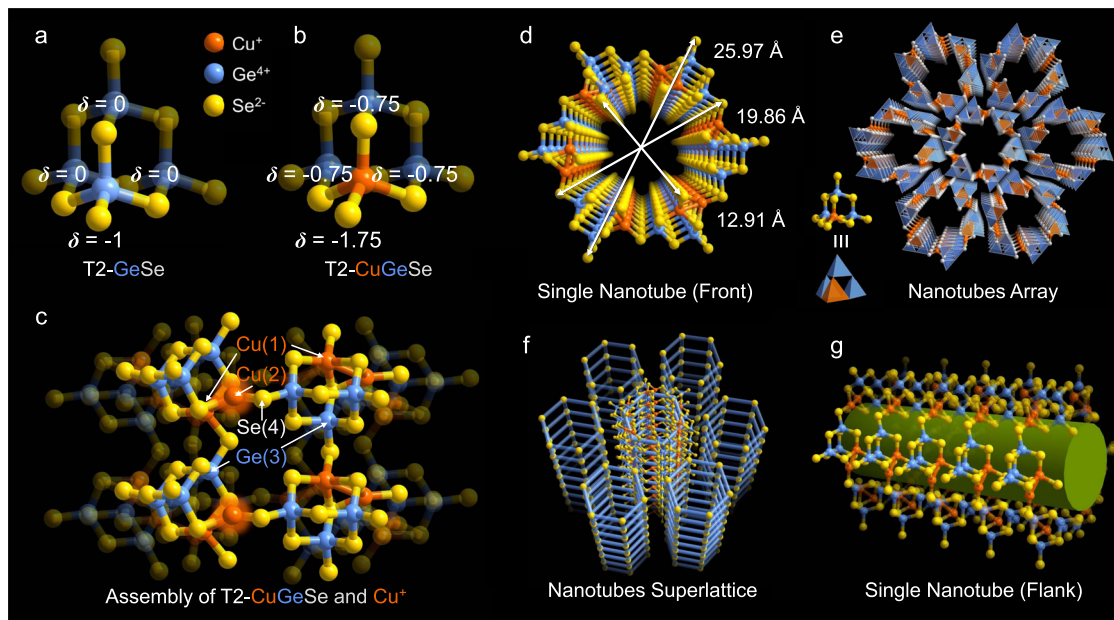 a
Cu⁺
Ge⁴⁺
Se²⁻
δ = 0
δ = 0
δ = 0
δ = -1
T2-GeSe
b
δ = -0.75
δ = -0.75
δ = -0.75
δ = -1.75
T2-CuGeSe
c
Cu(1)
Cu(2)
Se(4)
Ge(3)
Assembly of T2-CuGeSe and Cu⁺
d
25.97 Å
19.86 Å
12.91 Å
Single Nanotube (Front)
e
Nanotubes Array
f
Nanotubes Superlattice
g
Single Nanotube (Flank)